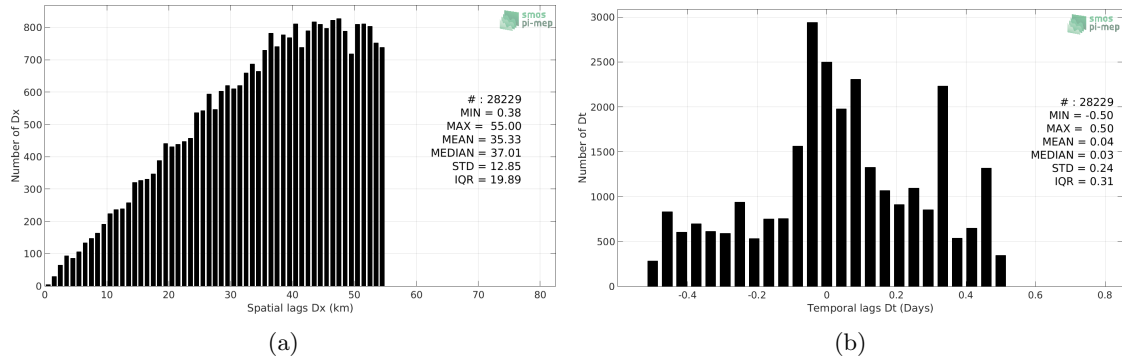 smos
pi-mep
Number of Dx
800
700
600
500
400
300
200
100
0
# : 28229
MIN = 0.38
MAX = 55.00
MEAN = 35.33
MEDIAN = 37.01
STD = 12.85
IQR = 19.89
0 10 20 30 40 50 60 70 80
Spatial lags Dx (km)
(a)
smos
pi-mep
Number of Dt
3000
2500
2000
1500
1000
500
0
# : 28229
MIN = -0.50
MAX = 0.50
MEAN = 0.04
MEDIAN = 0.03
STD = 0.24
IQR = 0.31
-0.4 -0.2 0 0.2 0.4 0.6 0.8
Temporal lags Dt (Days)
(b)